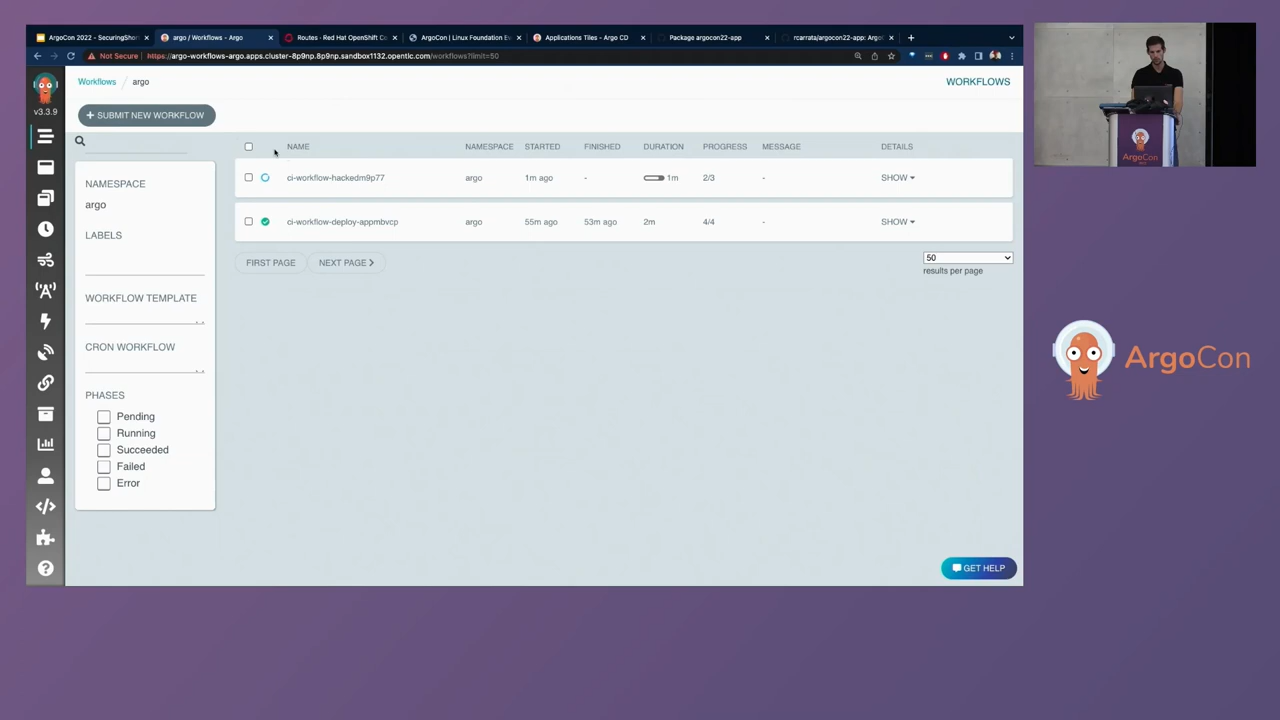 ArgoCon 2022 - SecuringShor
argo / Workflows - Argo
Routes · Red Hat OpenShift Co
ArgoCon | Linux Foundation Ev
Applications Tiles - Argo CD
Package argocon22-app
rcarrata/argocon22-app: Argo
Not Secure
https://argo-workflows-argo.apps.cluster-8p9np.8p9np.sandbox1132.opentlc.com/workflows?limit=50
v3.3.9
Workflows / argo
WORKFLOWS
+ SUBMIT NEW WORKFLOW
NAME NAMESPACE STARTED FINISHED DURATION PROGRESS MESSAGE DETAILS
ci-workflow-hackedm9p77 argo 1m ago - 1m 2/3 - SHOW
ci-workflow-deploy-appmbvcp argo 55m ago 53m ago 2m 4/4 - SHOW
FIRST PAGE
NEXT PAGE
50
results per page
NAMESPACE
argo
LABELS
WORKFLOW TEMPLATE
CRON WORKFLOW
PHASES
Pending
Running
Succeeded
Failed
Error
GET HELP
ArgoCon
ArgoCon